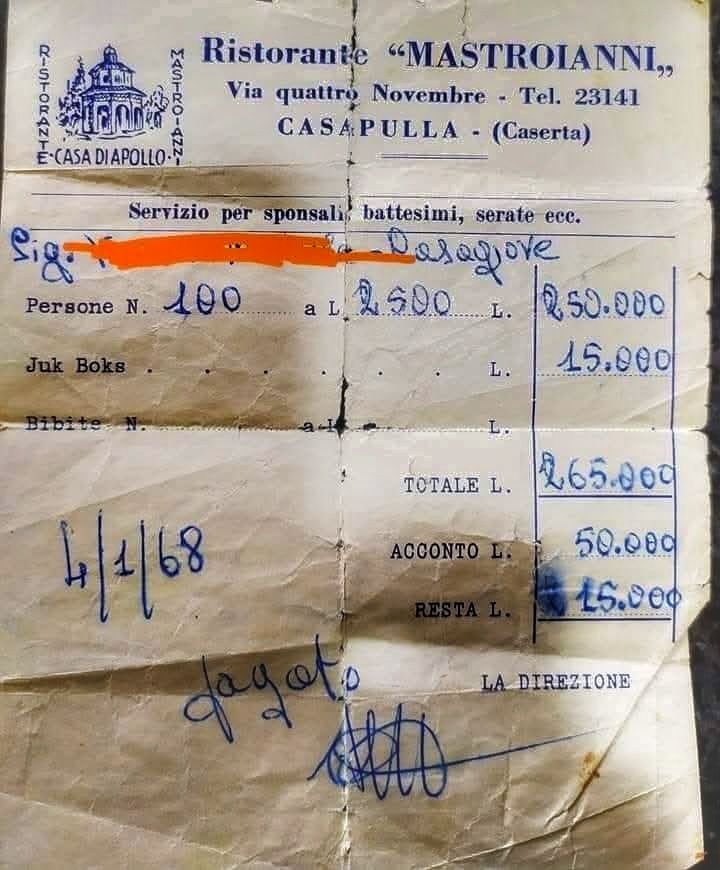 RISTORANTE MASTROIANNI
CASA DI APOLLO
Ristorante “MASTROIANNI„
Via quattro Novembre - Tel. 23141
CASAPULLA - (Caserta)
Servizio per sponsali, battesimi, serate ecc.
Sig. Casagiove
Persone N. 100 a L 2500 L. 250.000
Juk Boks . . . . . . L. 15.000
Bibite N. a L. - L.
TOTALE L. 265.000
ACCONTO L. 50.000
RESTA L. 215.000
4/1/68
LA DIREZIONE
pagato